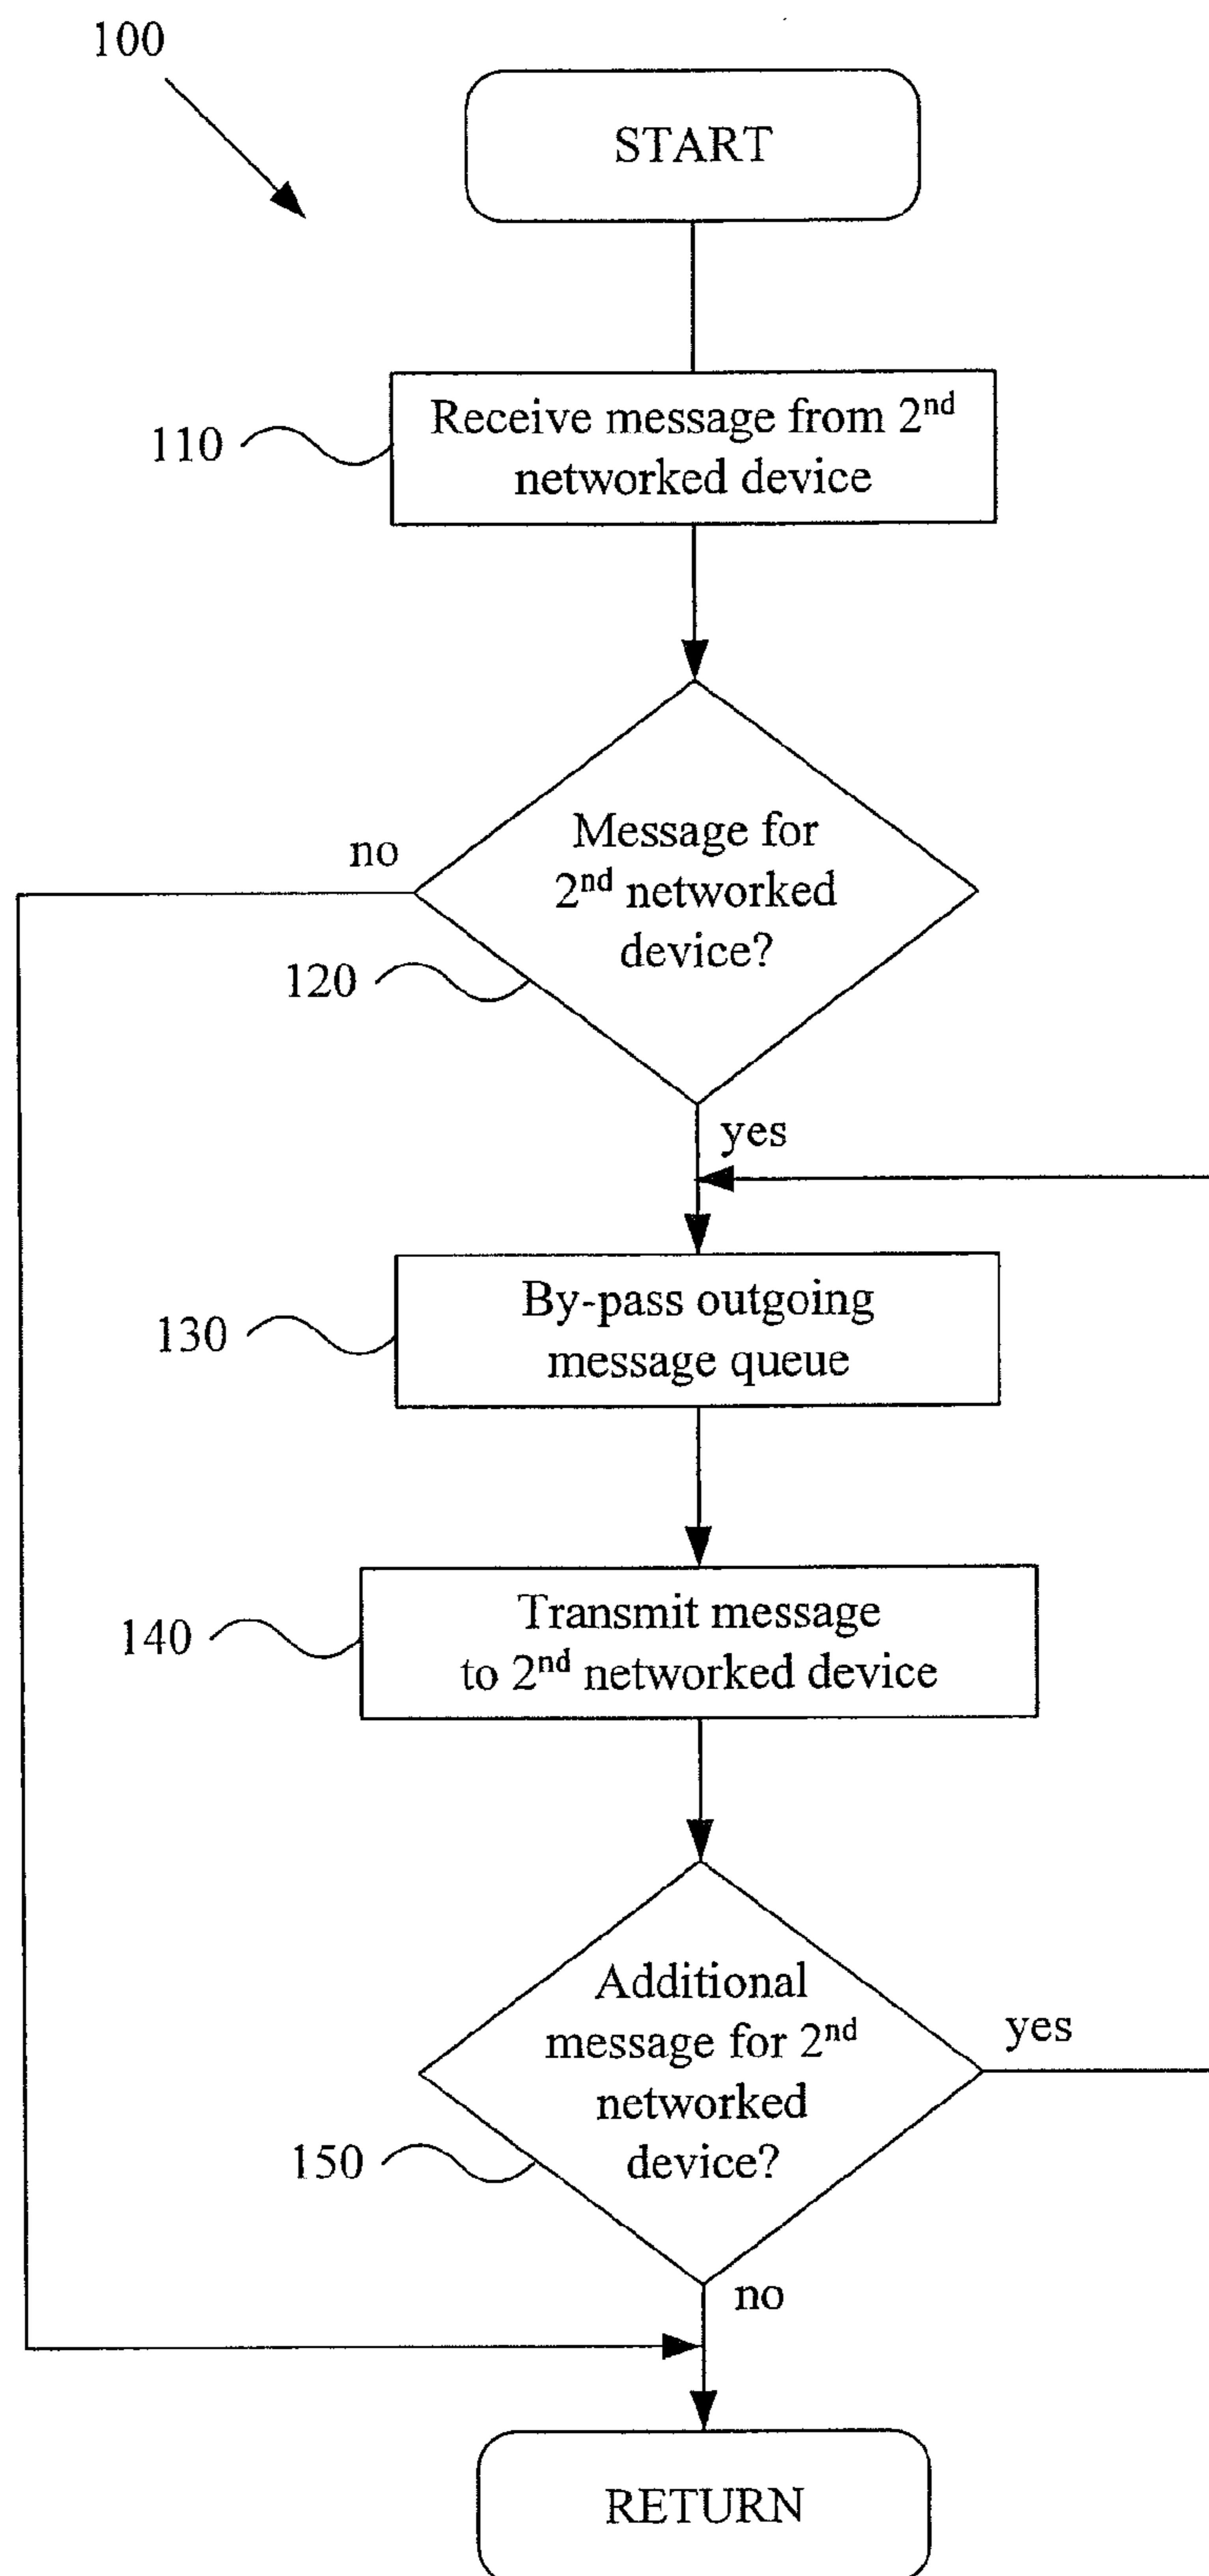 100
START
110
Receive message from 2nd
networked device
no
Message for
2nd networked
device?
120
yes
130
By-pass outgoing
message queue
140
Transmit message
to 2nd networked device
Additional
message for 2nd
networked
device?
yes
150
no
RETURN